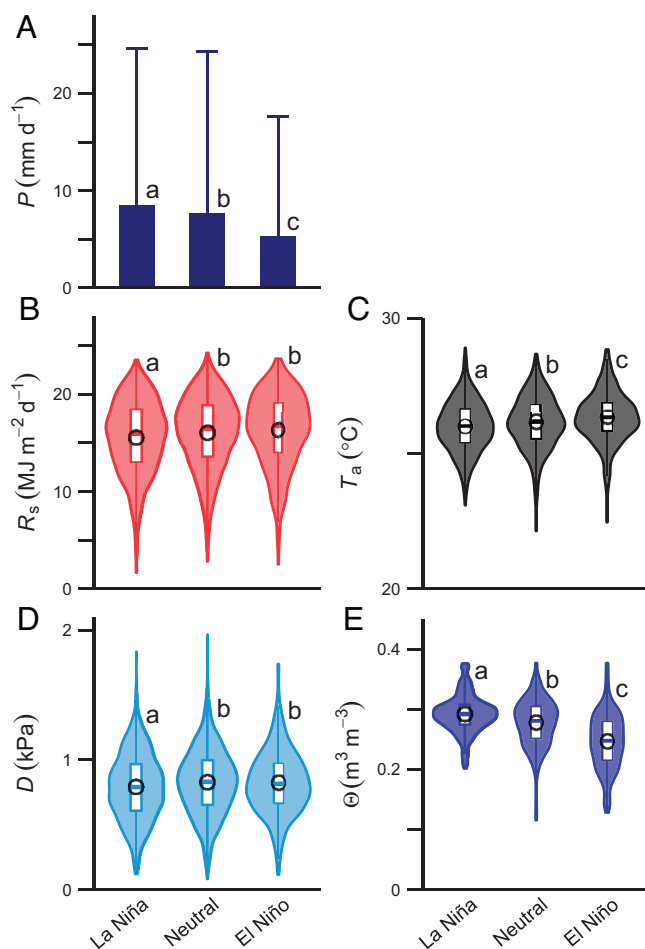 A
P (mm d⁻¹)
20
10
0
a
b
c
B
Rs (MJ m⁻² d⁻¹)
20
10
0
a
b
b
C
Ta (°C)
30
20
a
b
c
D
D (kPa)
2
1
0
a
b
b
La Niña
Neutral
El Niño
E
Θ (m³ m⁻³)
0.4
0.2
0
a
b
c
La Niña
Neutral
El Niño